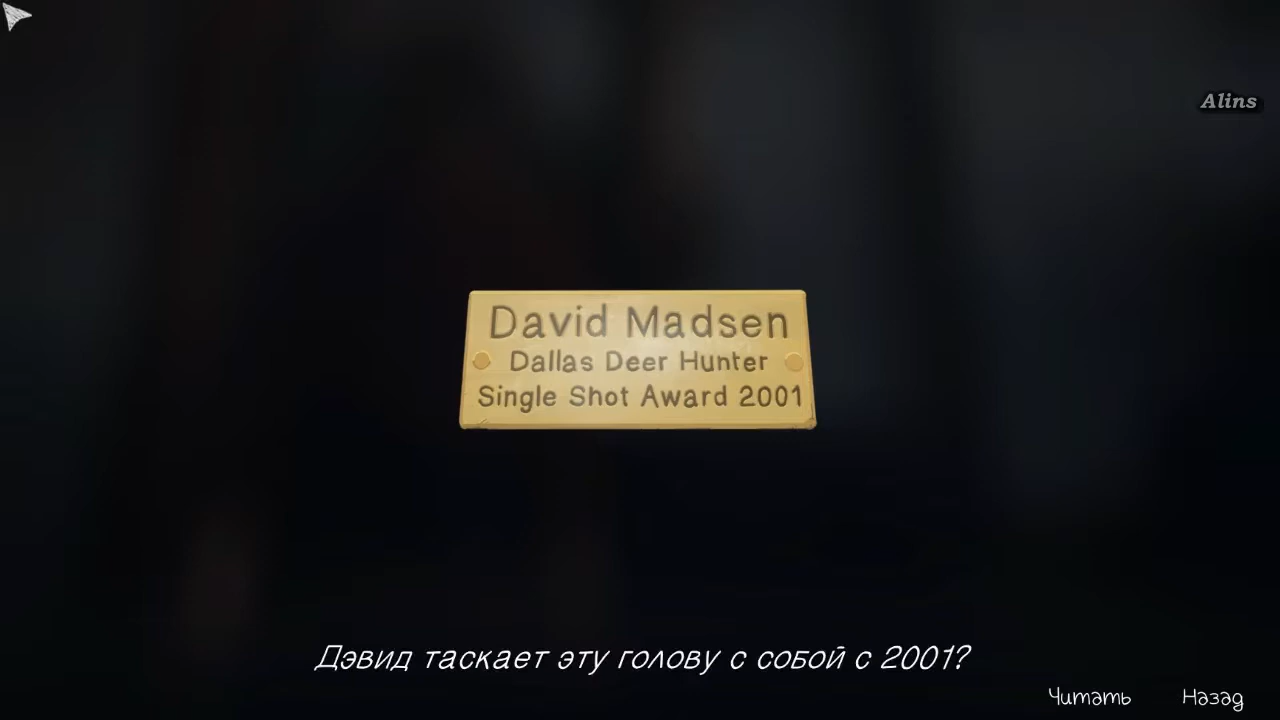 Alins
David Madsen
Dallas Deer Hunter
Single Shot Award 2001
Дэвид таскает эту голову с собой с 2001?
Читать Назад